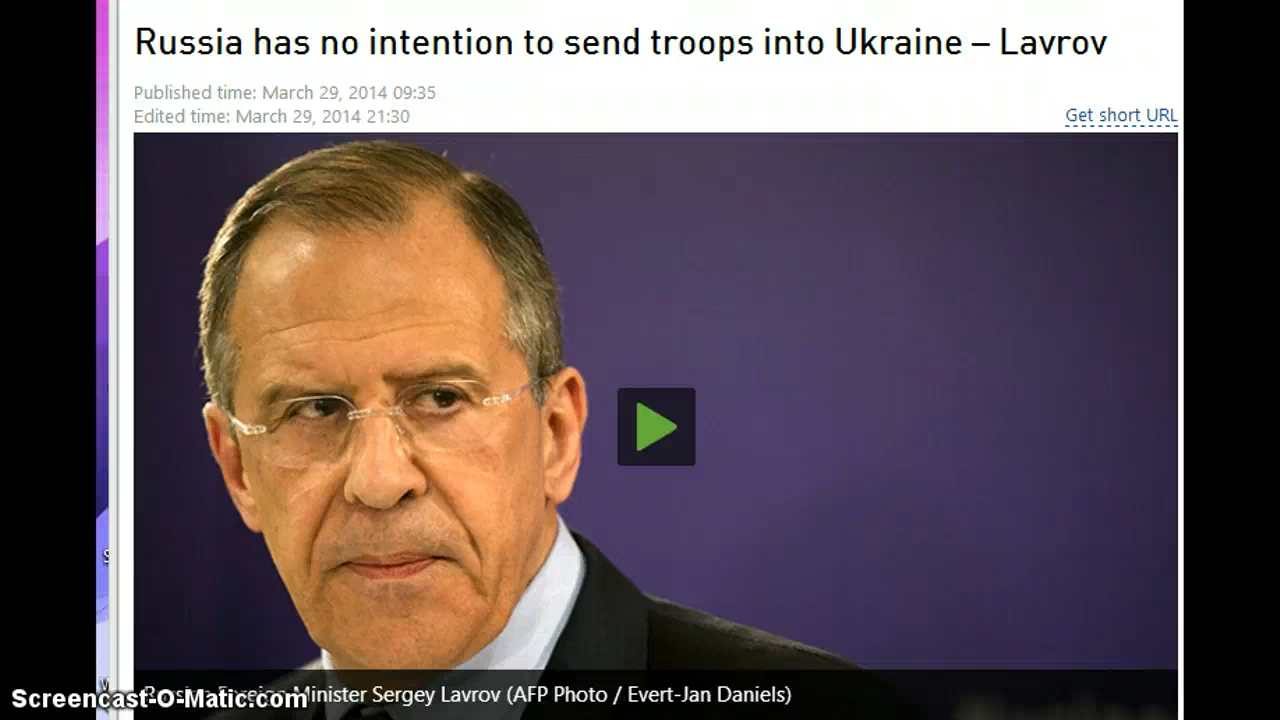 Russia has no intention to send troops into Ukraine – Lavrov
Published time: March 29, 2014 09:35
Edited time: March 29, 2014 21:30
Get short URL
Minister Sergey Lavrov (AFP Photo / Evert-Jan Daniels)
Screencast-O-Matic.com